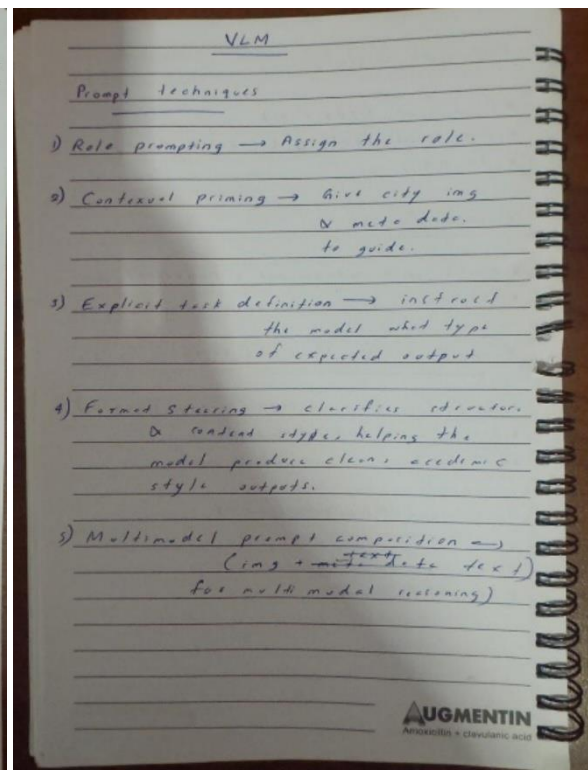 VLM
Prompt techniques
1) Role prompting → Assign the role.
2) Contexual priming → Give city img
& meta data.
to guide.
3) Explicit task definition → instruct
the model what type
of expected output
4) Format steering → clarifies structure
& content style, helping the
model produce clean, academic
style outputs.
5) Multimodel prompt composition →
text
(img + meta data text)
for multi modal reasoning)
AUGMENTIN
Amoxicillin + clavulanic acid